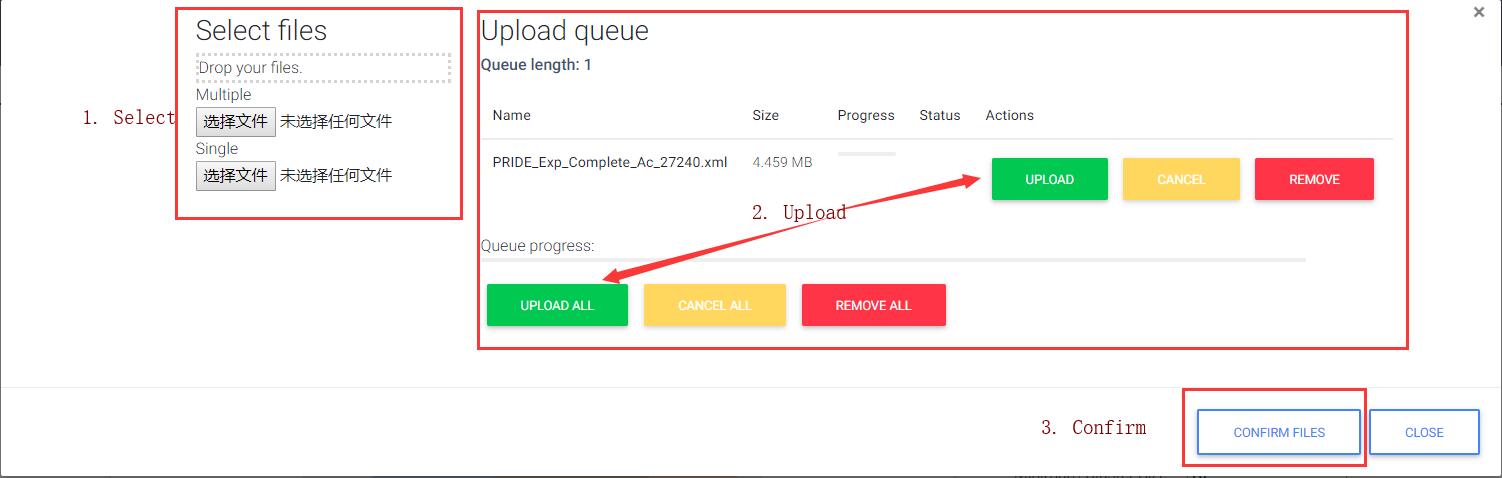 ×
Select files
Drop your files.
Multiple
选择文件 未选择任何文件
Single
选择文件 未选择任何文件
1. Select
Upload queue
Queue length: 1
Name Size Progress Status Actions
PRIDE_Exp_Complete_Ac_27240.xml 4.459 MB UPLOAD CANCEL REMOVE
2. Upload
Queue progress:
UPLOAD ALL CANCEL ALL REMOVE ALL
3. Confirm
CONFIRM FILES CLOSE